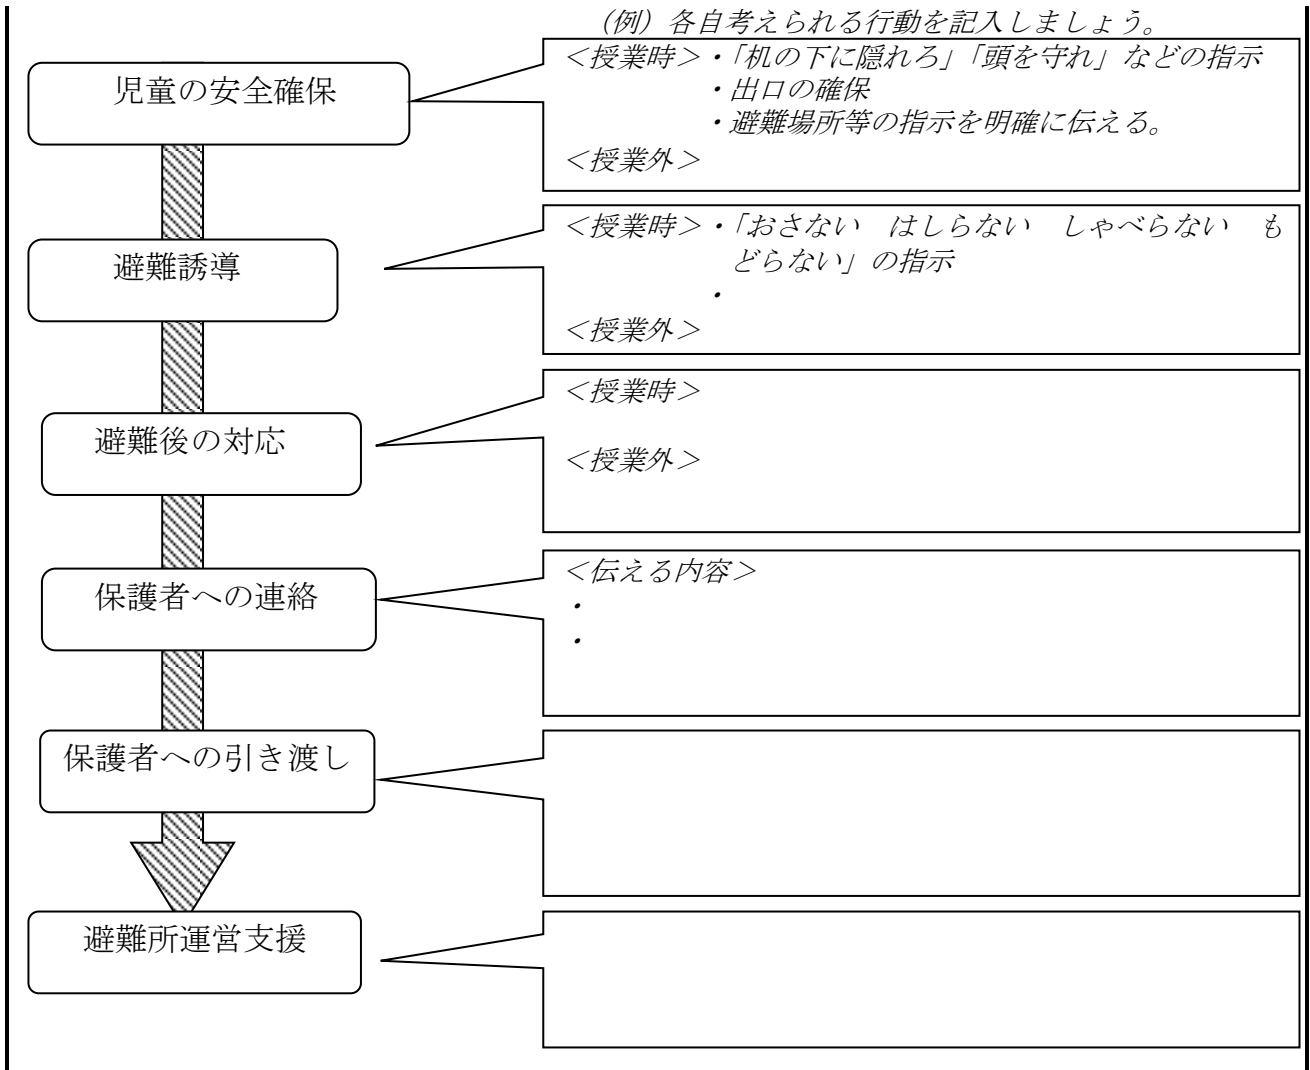 (例)各自考えられる行動を記入しましょう。
児童の安全確保
<授業時>・「机の下に隠れろ」「頭を守れ」などの指示
・出口の確保
・避難場所等の指示を明確に伝える。
<授業外>
避難誘導
<授業時>・「おさない　はしらない　しゃべらない　も
どらない」の指示
・
<授業外>
避難後の対応
<授業時>
<授業外>
保護者への連絡
<伝える内容>
・
・
保護者への引き渡し
避難所運営支援